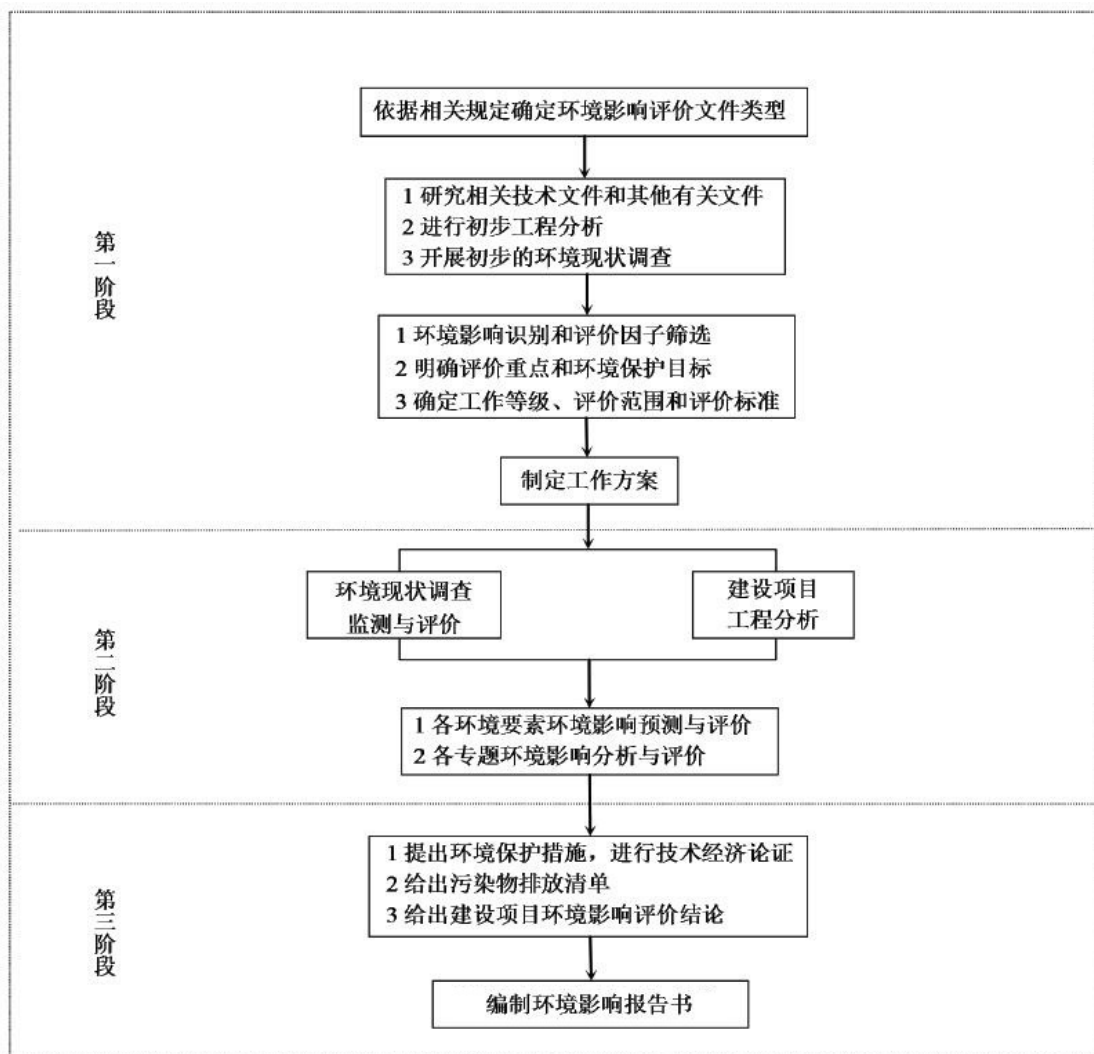 依据相关规定确定环境影响评价文件类型
1 研究相关技术文件和其他有关文件
2 进行初步工程分析
3 开展初步的环境现状调查
第一阶段
1 环境影响识别和评价因子筛选
2 明确评价重点和环境保护目标
3 确定工作等级、评价范围和评价标准
制定工作方案
环境现状调查
监测与评价
建设项目
工程分析
第二阶段
1 各环境要素环境影响预测与评价
2 各专题环境影响分析与评价
1 提出环境保护措施，进行技术经济论证
2 给出污染物排放清单
3 给出建设项目环境影响评价结论
第三阶段
编制环境影响报告书